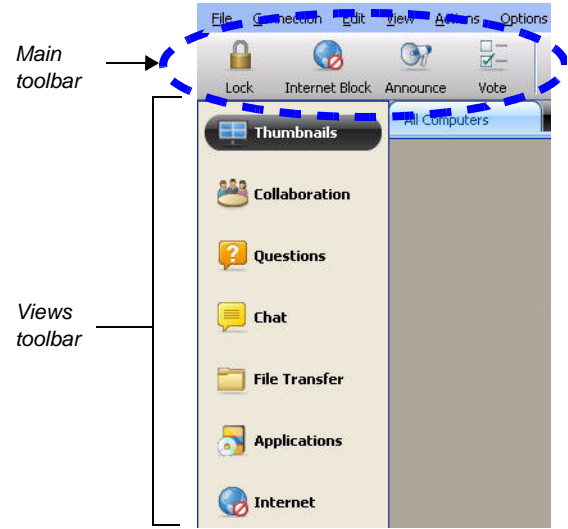 File Connection Edit View Actions Options
Main
toolbar
Lock Internet Block Announce Vote
All Computers
Thumbnails
Collaboration
Questions
Views
toolbar
Chat
File Transfer
Applications
Internet